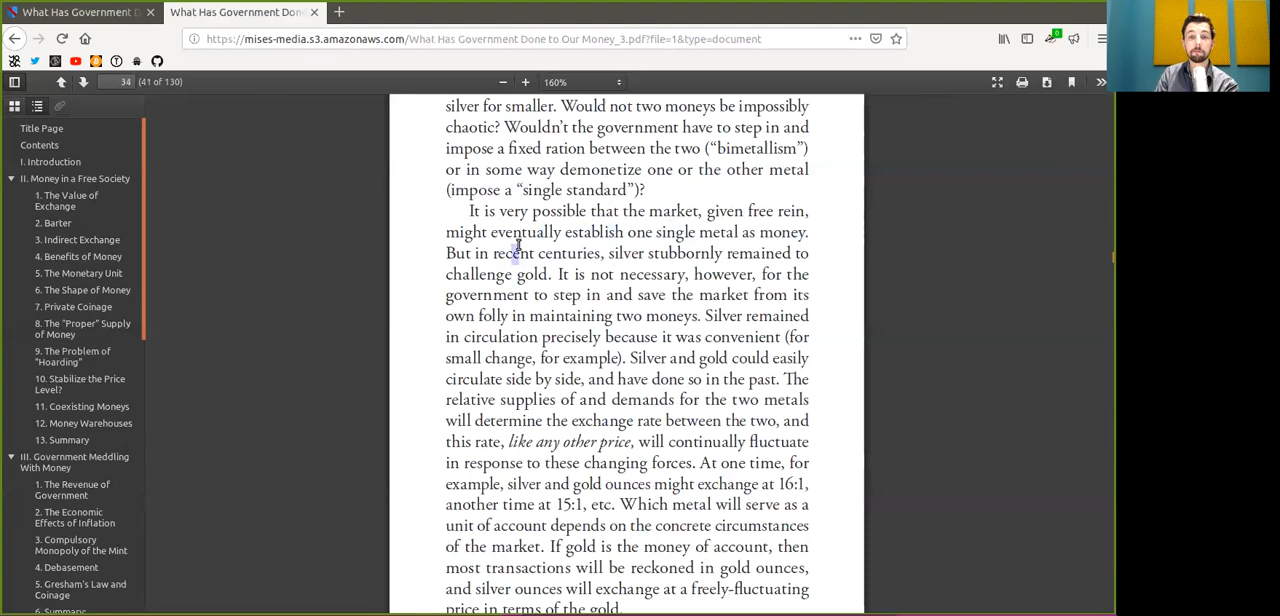 What Has Government D
What Has Government Done
https://mises-media.s3.amazonaws.com/What Has Government Done to Our Money_3.pdf?file=1&type=document
0
34 (41 of 130)
160%
Title Page
Contents
I. Introduction
II. Money in a Free Society
1. The Value of
Exchange
2. Barter
3. Indirect Exchange
4. Benefits of Money
5. The Monetary Unit
6. The Shape of Money
7. Private Coinage
8. The “Proper” Supply
of Money
9. The Problem of
“Hoarding”
10. Stabilize the Price
Level?
11. Coexisting Moneys
12. Money Warehouses
13. Summary
III. Government Meddling
With Money
1. The Revenue of
Government
2. The Economic
Effects of Inflation
3. Compulsory
Monopoly of the Mint
4. Debasement
5. Gresham's Law and
Coinage
6. Summary
silver for smaller. Would not two moneys be impossibly
chaotic? Wouldn’t the government have to step in and
impose a fixed ration between the two (“bimetallism”)
or in some way demonetize one or the other metal
(impose a “single standard”)?
It is very possible that the market, given free rein,
might eventually establish one single metal as money.
But in recent centuries, silver stubbornly remained to
challenge gold. It is not necessary, however, for the
government to step in and save the market from its
own folly in maintaining two moneys. Silver remained
in circulation precisely because it was convenient (for
small change, for example). Silver and gold could easily
circulate side by side, and have done so in the past. The
relative supplies of and demands for the two metals
will determine the exchange rate between the two, and
this rate, like any other price, will continually fluctuate
in response to these changing forces. At one time, for
example, silver and gold ounces might exchange at 16:1,
another time at 15:1, etc. Which metal will serve as a
unit of account depends on the concrete circumstances
of the market. If gold is the money of account, then
most transactions will be reckoned in gold ounces,
and silver ounces will exchange at a freely-fluctuating
price in terms of the gold.